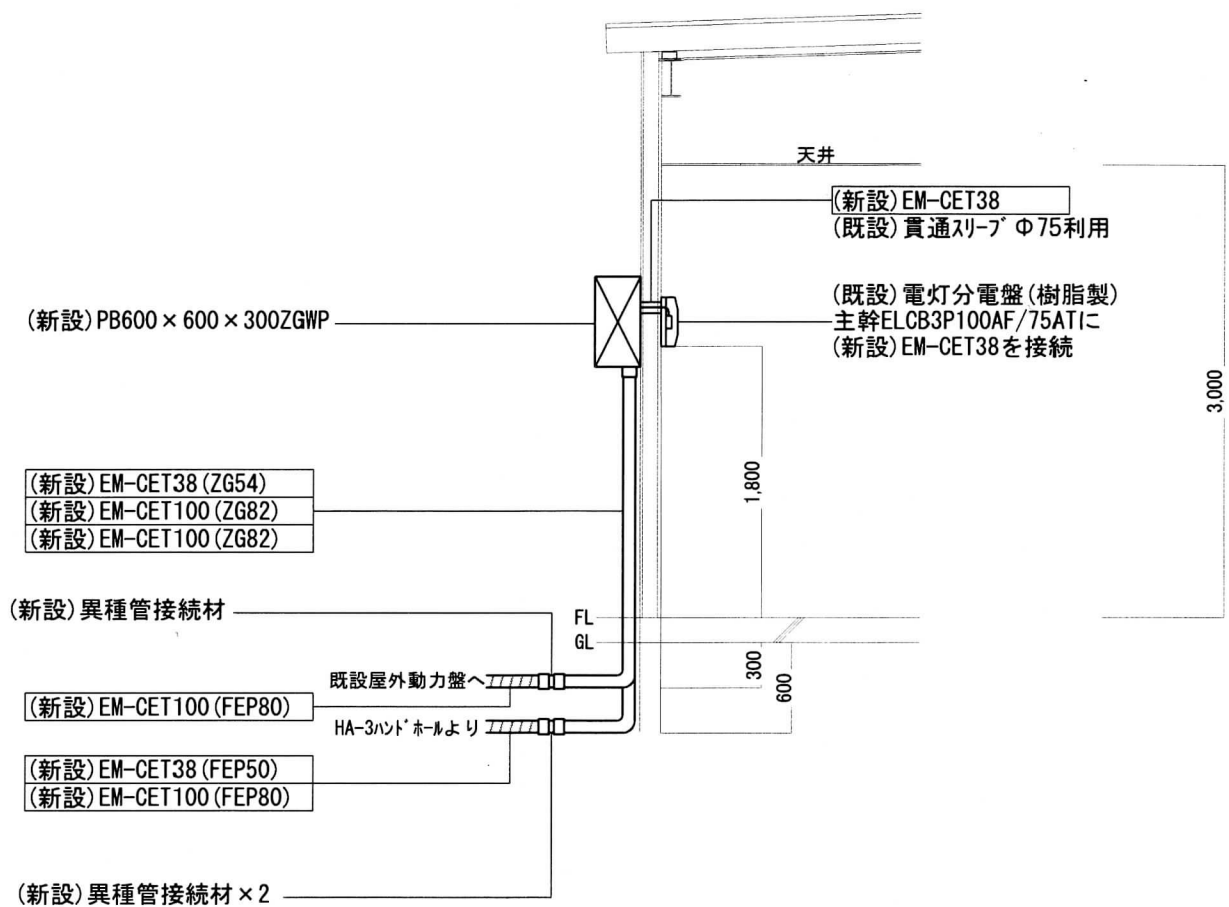 天井
(新設)EM-CET38
(既設)貫通ｽﾘｰﾌﾞΦ75利用
(新設)PB600×600×300ZGWP
(既設)電灯分電盤(樹脂製)
主幹ELCB3P100AF/75ATに
(新設)EM-CET38を接続
3,000
1,800
(新設)EM-CET38(ZG54)
(新設)EM-CET100(ZG82)
(新設)EM-CET100(ZG82)
(新設)異種管接続材
FL
GL
300
600
既設屋外動力盤へ
(新設)EM-CET100(FEP80)
HA-3ﾊﾝﾄﾞﾎｰﾙより
(新設)EM-CET38(FEP50)
(新設)EM-CET100(FEP80)
(新設)異種管接続材×2